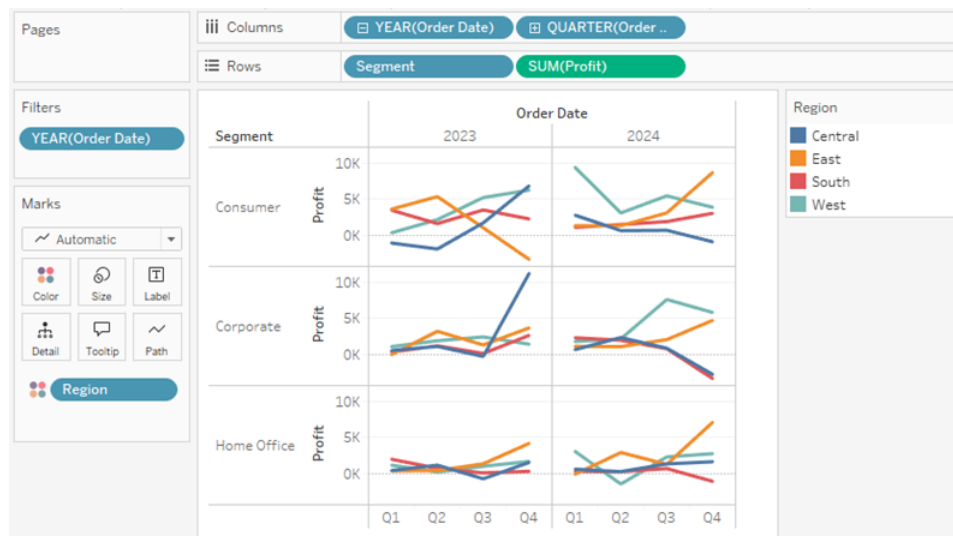 Pages
Columns
YEAR(Order Date)
QUARTER(Order ..
Rows
Segment
SUM(Profit)
Filters
YEAR(Order Date)
Marks
Automatic
Color
Size
Label
Detail
Tooltip
Path
Region
Order Date
Segment
2023
2024
Consumer
Profit
10K
5K
0K
Corporate
Profit
10K
5K
0K
Home Office
Profit
10K
5K
0K
Q1 Q2 Q3 Q4 Q1 Q2 Q3 Q4
Region
Central
East
South
West